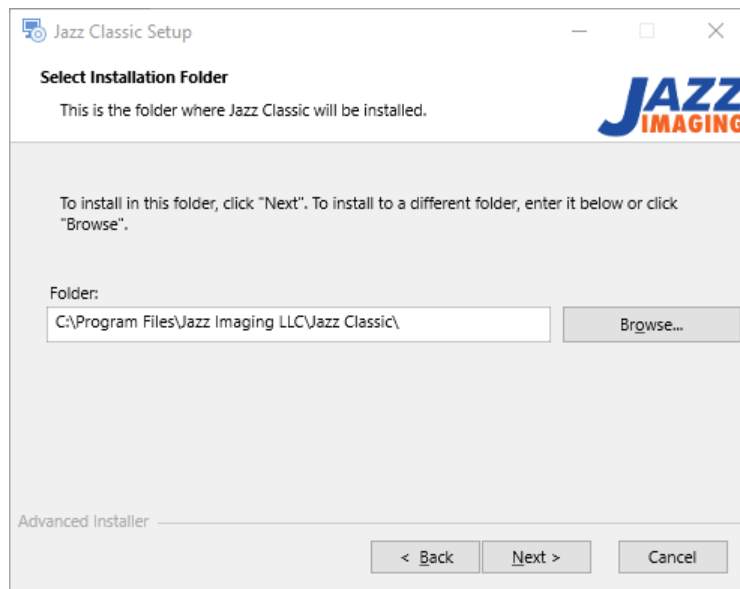 Jazz Classic Setup
Select Installation Folder
This is the folder where Jazz Classic will be installed.
JAZZ
IMAGING
To install in this folder, click "Next". To install to a different folder, enter it below or click
"Browse".
Folder:
C:\Program Files\Jazz Imaging LLC\Jazz Classic\
Browse...
Advanced Installer
< Back
Next >
Cancel